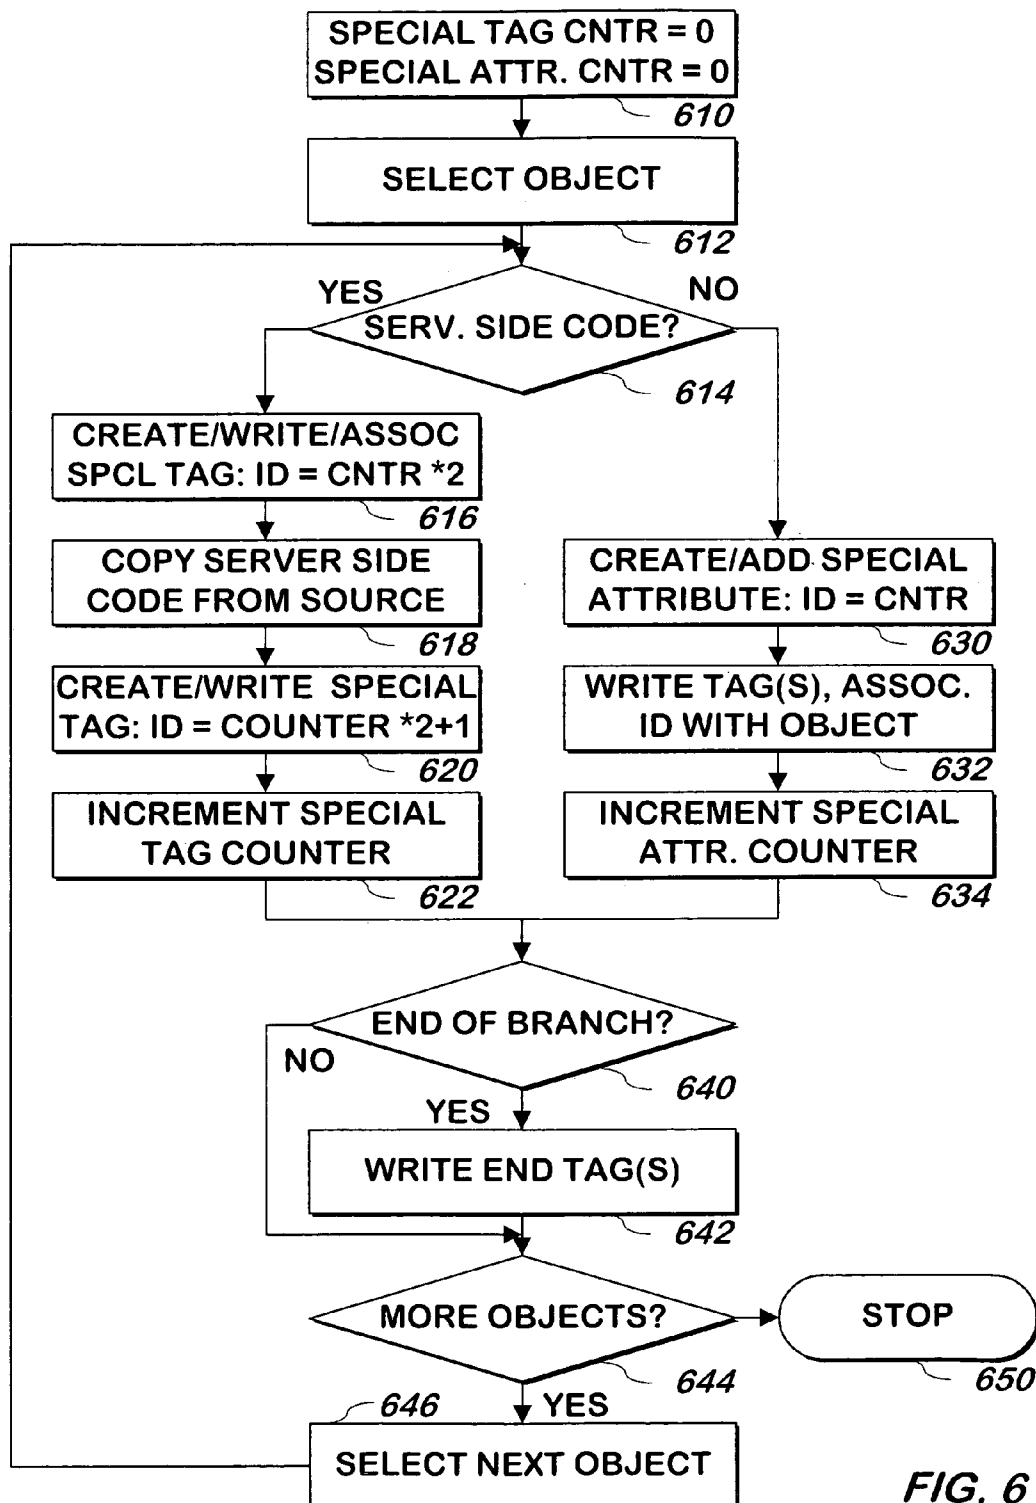 SPECIAL TAG CNTR = 0
SPECIAL ATTR. CNTR = 0
610
SELECT OBJECT
612
YES
NO
SERV. SIDE CODE?
614
CREATE/WRITE/ASSOC
SPCL TAG: ID = CNTR *2
616
COPY SERVER SIDE
CODE FROM SOURCE
618
CREATE/WRITE SPECIAL
TAG: ID = COUNTER *2+1
620
INCREMENT SPECIAL
TAG COUNTER
622
CREATE/ADD SPECIAL
ATTRIBUTE: ID = CNTR
630
WRITE TAG(S), ASSOC.
ID WITH OBJECT
632
INCREMENT SPECIAL
ATTR. COUNTER
634
END OF BRANCH?
NO
640
YES
WRITE END TAG(S)
642
MORE OBJECTS?
STOP
644
650
646
YES
SELECT NEXT OBJECT
FIG. 6